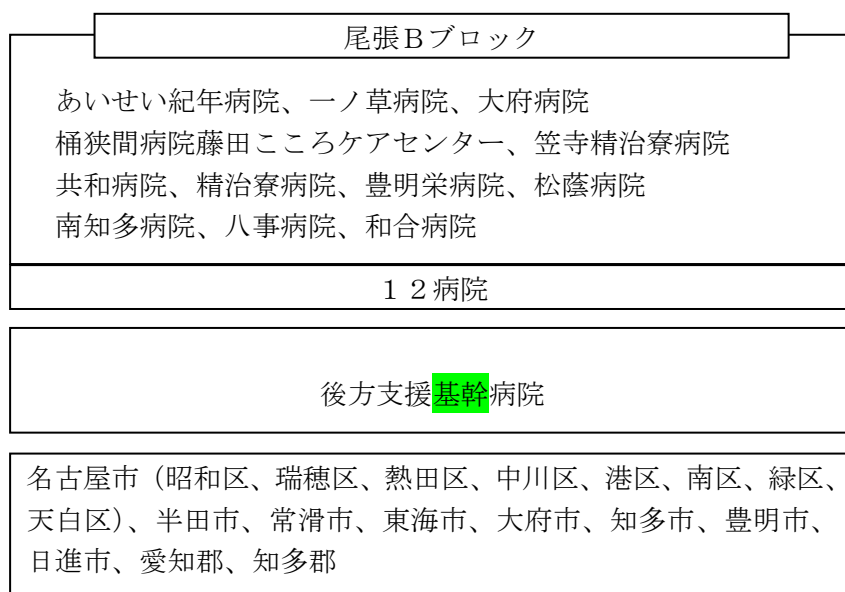 尾張Bブロック
あいせい紀年病院、一ノ草病院、大府病院
桶狭間病院藤田こころケアセンター、笠寺精治寮病院
共和病院、精治寮病院、豊明栄病院、松蔭病院
南知多病院、八事病院、和合病院
12病院
後方支援基幹病院
名古屋市(昭和区、瑞穂区、熱田区、中川区、港区、南区、緑区、
天白区)、半田市、常滑市、東海市、大府市、知多市、豊明市、
日進市、愛知郡、知多郡